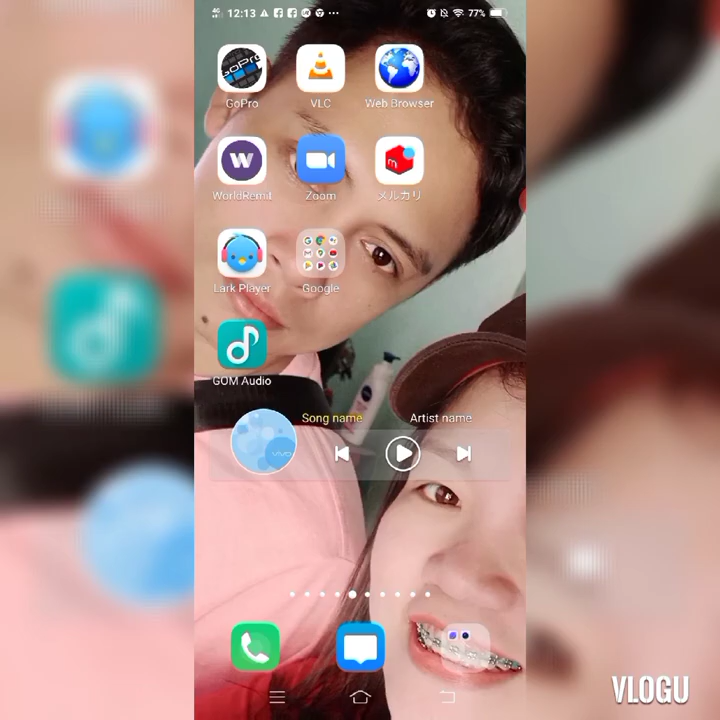 4G 12:13 77%
GoPro
GoPro VLC Web Browser
W m
WorldRemit Zoom メルカリ
Lark Player Google
GOM Audio
Song name Artist name
vivo
VLOGU